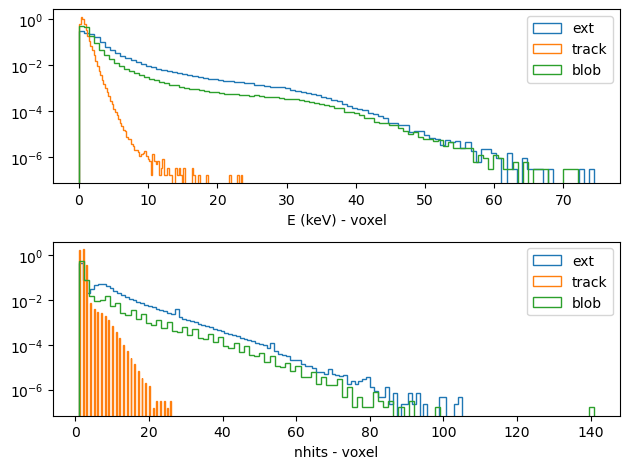 10⁰
10⁻²
10⁻⁴
10⁻⁶
ext
track
blob
0 10 20 30 40 50 60 70
E (keV) - voxel
10⁰
10⁻²
10⁻⁴
10⁻⁶
ext
track
blob
0 20 40 60 80 100 120 140
nhits - voxel